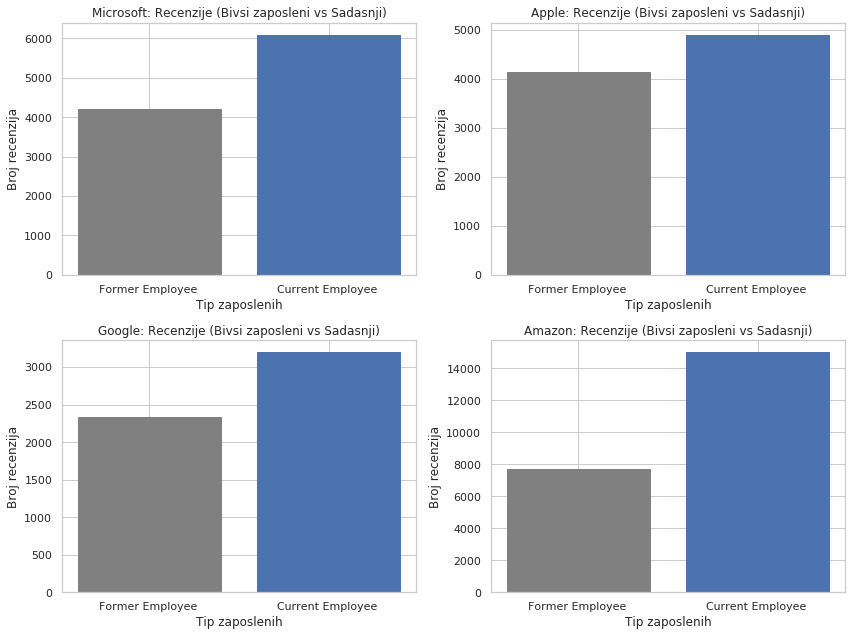 Microsoft: Recenzije (Bivsi zaposleni vs Sadasnji)
Broj recenzija
6000
5000
4000
3000
2000
1000
0
Former Employee
Current Employee
Tip zaposlenih
Apple: Recenzije (Bivsi zaposleni vs Sadasnji)
Broj recenzija
5000
4000
3000
2000
1000
0
Former Employee
Current Employee
Tip zaposlenih
Google: Recenzije (Bivsi zaposleni vs Sadasnji)
Broj recenzija
3000
2500
2000
1500
1000
500
0
Former Employee
Current Employee
Tip zaposlenih
Amazon: Recenzije (Bivsi zaposleni vs Sadasnji)
Broj recenzija
14000
12000
10000
8000
6000
4000
2000
0
Former Employee
Current Employee
Tip zaposlenih